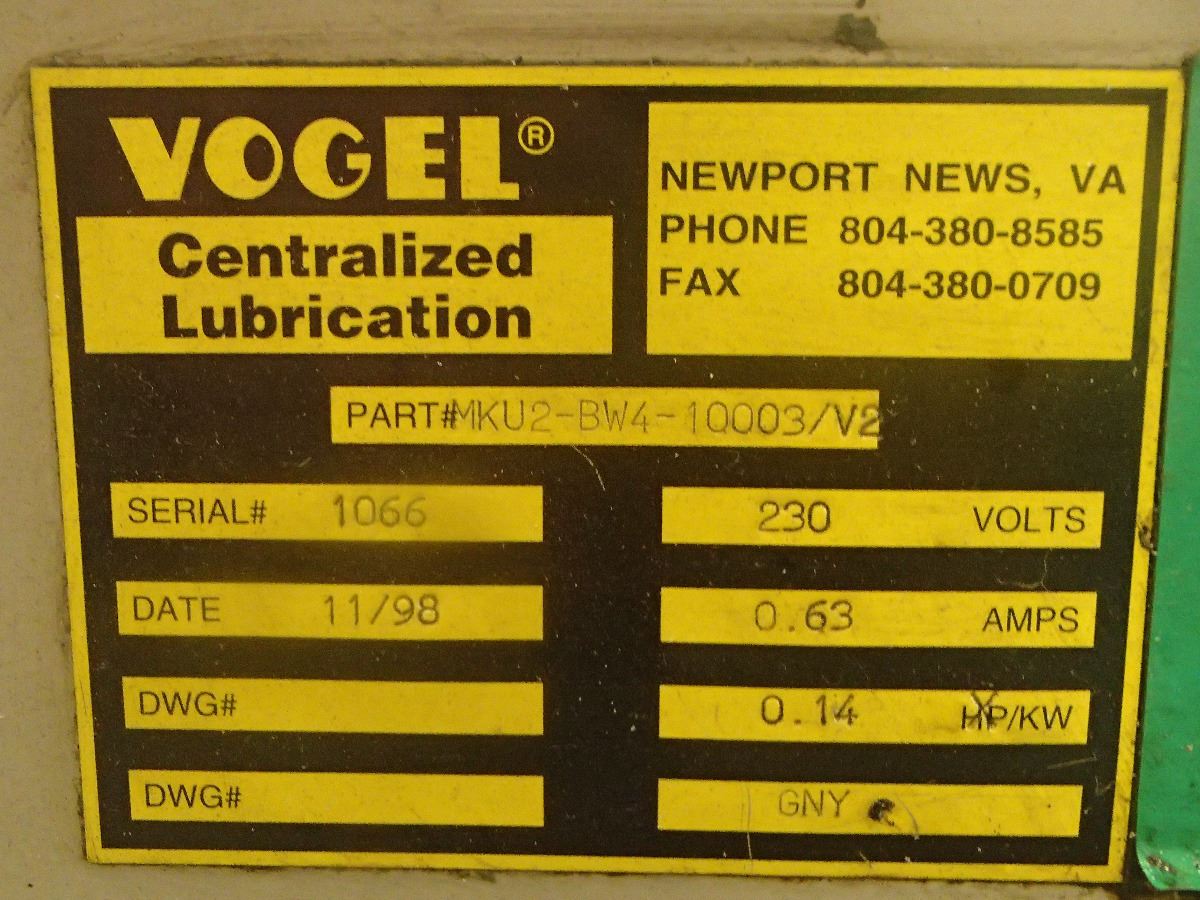 VOGEL®
Centralized
Lubrication
NEWPORT NEWS, VA
PHONE 804-380-8585
FAX 804-380-0709
PART# MKU2-BW4-10003/V2
SERIAL# 1066
230 VOLTS
DATE 11/98
0.63 AMPS
DWG#
0.14 HP/KW
DWG#
GNY